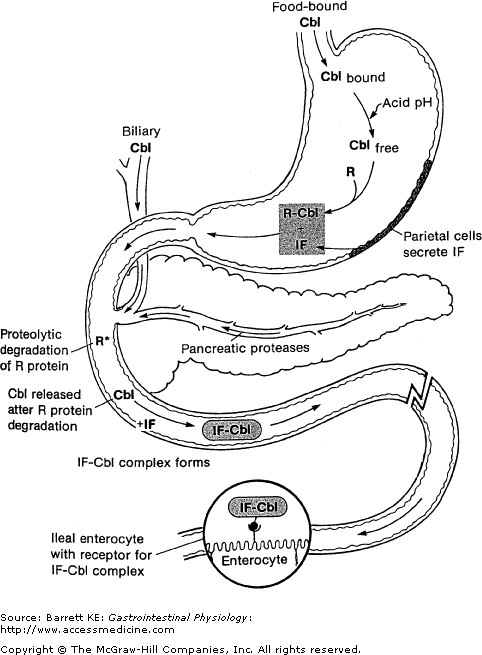 Food-bound
Cbl
Cbl bound
Acid pH
Biliary
Cbl
Cbl free
R
R-Cbl
+
IF
Parietal cells
secrete IF
Proteolytic
degradation
of R protein
R*
Pancreatic proteases
Cbl released
atter R protein
degradation
Cbl
+IF
IF-Cbl
IF-Cbl complex forms
IF-Cbl
Ileal enterocyte
with receptor for
IF-Cbl complex
Enterocyte
Source: Barrett KE: Gastrointestinal Physiology:
http://www.accessmedicine.com
Copyright © The McGraw-Hill Companies, Inc. All rights reserved.